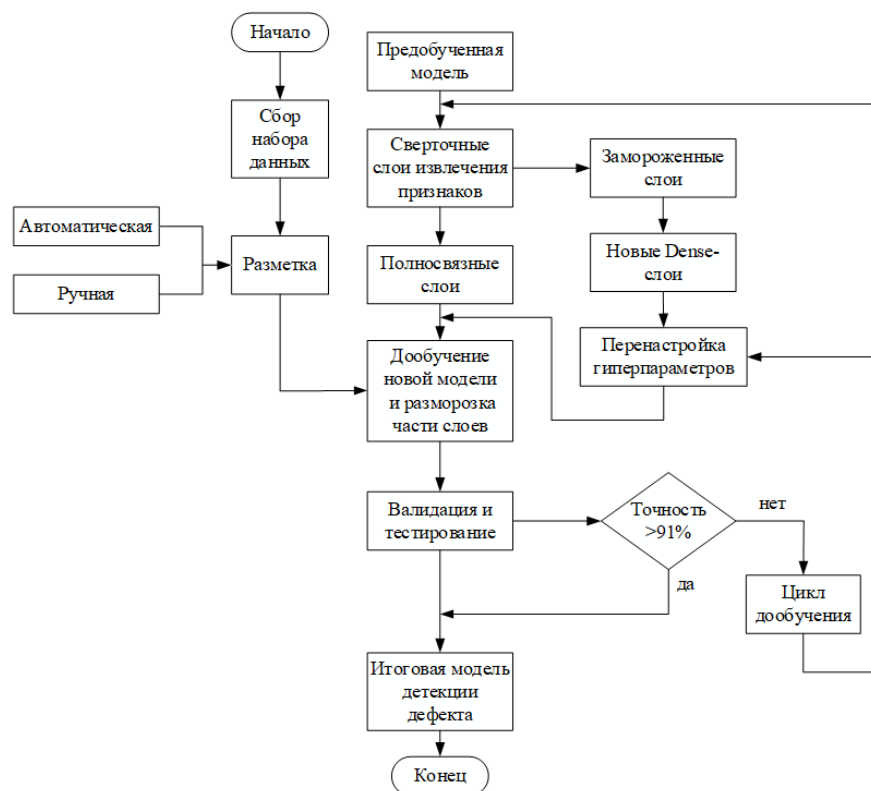 Начало
Сбор
набора
данных
Автоматическая
Ручная
Разметка
Предобученная
модель
Сверточные
слои извлечения
признаков
Замороженные
слои
Полносвязные
слои
Новые Dense-
слои
Перенастройка
гиперпараметров
Дообучение
новой модели
и разморозка
части слоев
Валидация и
тестирование
Точность
>91%
нет
да
Цикл
дообучения
Итоговая модель
детекции
дефекта
Конец